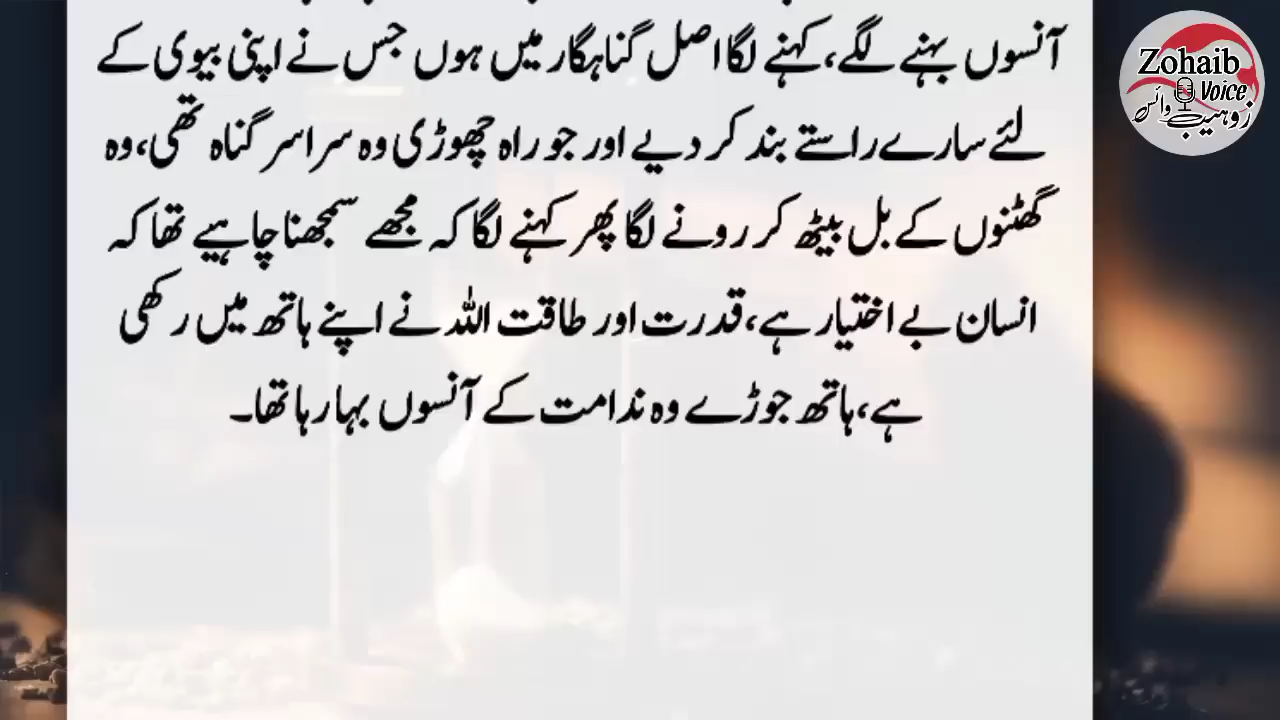 آنسوں بہنے لگے، کہنے لگا اصل گناہگار میں ہوں جس نے اپنی بیوی کے
لئے سارے راستے بند کر دیے اور جو راہ چھوڑی وہ سراسر گناہ تھی، وہ
گھٹنوں کے بل بیٹھ کر رونے لگا پھر کہنے لگا کہ مجھے سمجھنا چاہیے تھا کہ
انسان بے اختیار ہے، قدرت اور طاقت اللہ نے اپنے ہاتھ میں رکھی
ہے، ہاتھ جوڑے وہ ندامت کے آنسوں بہا رہا تھا۔
Zohaib
Voice
زوہیب وائس